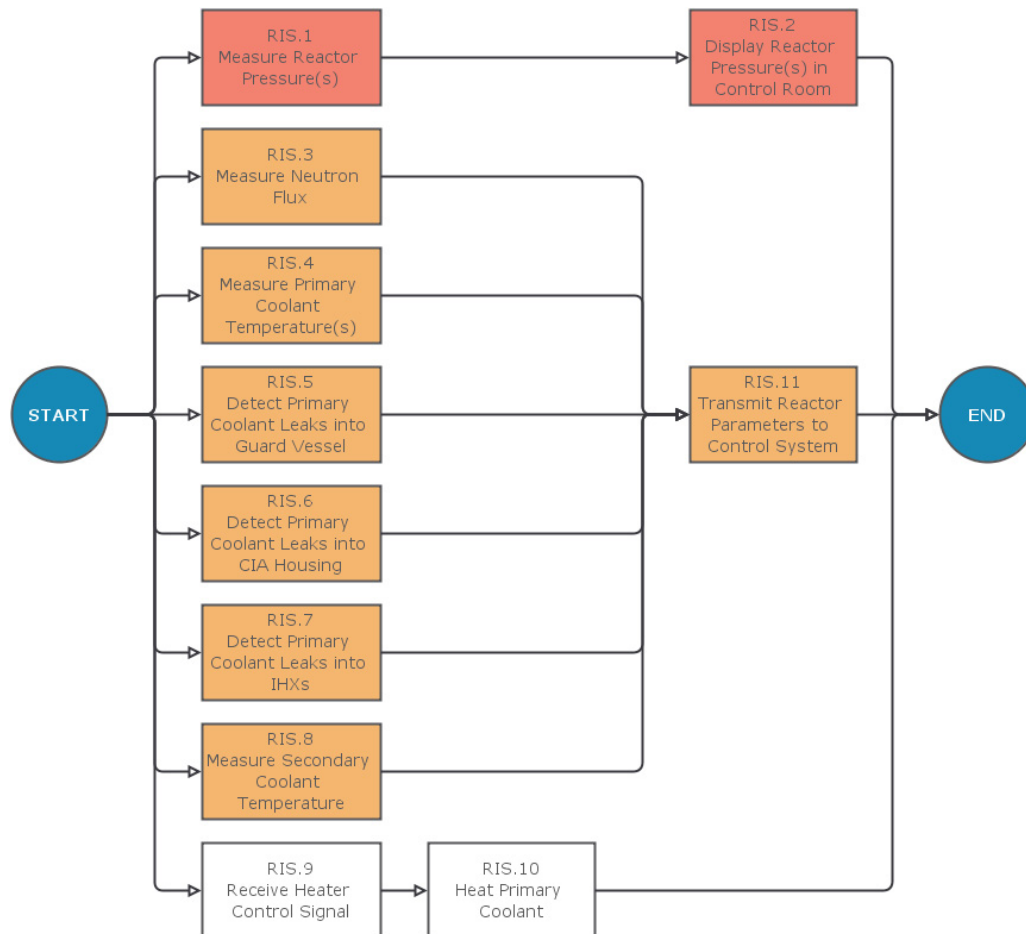 RIS.1
Measure Reactor
Pressure(s)
RIS.2
Display Reactor
Pressure(s) in
Control Room
RIS.3
Measure Neutron
Flux
RIS.4
Measure Primary
Coolant
Temperature(s)
START
RIS.5
Detect Primary
Coolant Leaks into
Guard Vessel
RIS.11
Transmit Reactor
Parameters to
Control System
END
RIS.6
Detect Primary
Coolant Leaks into
CIA Housing
RIS.7
Detect Primary
Coolant Leaks into
IHXs
RIS.8
Measure Secondary
Coolant
Temperature
RIS.9
Receive Heater
Control Signal
RIS.10
Heat Primary
Coolant